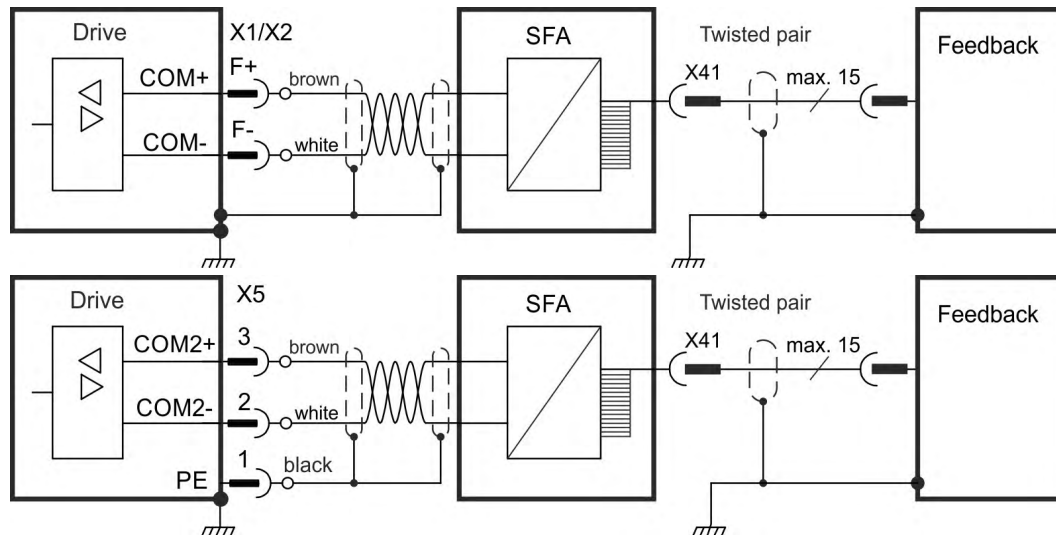 Drive
X1/X2
SFA
Twisted pair
Feedback
COM+
F+
brown
X41
max. 15
COM-
F-
white
Drive
X5
SFA
Twisted pair
Feedback
COM2+
3
brown
X41
max. 15
COM2-
2
white
PE
1
black